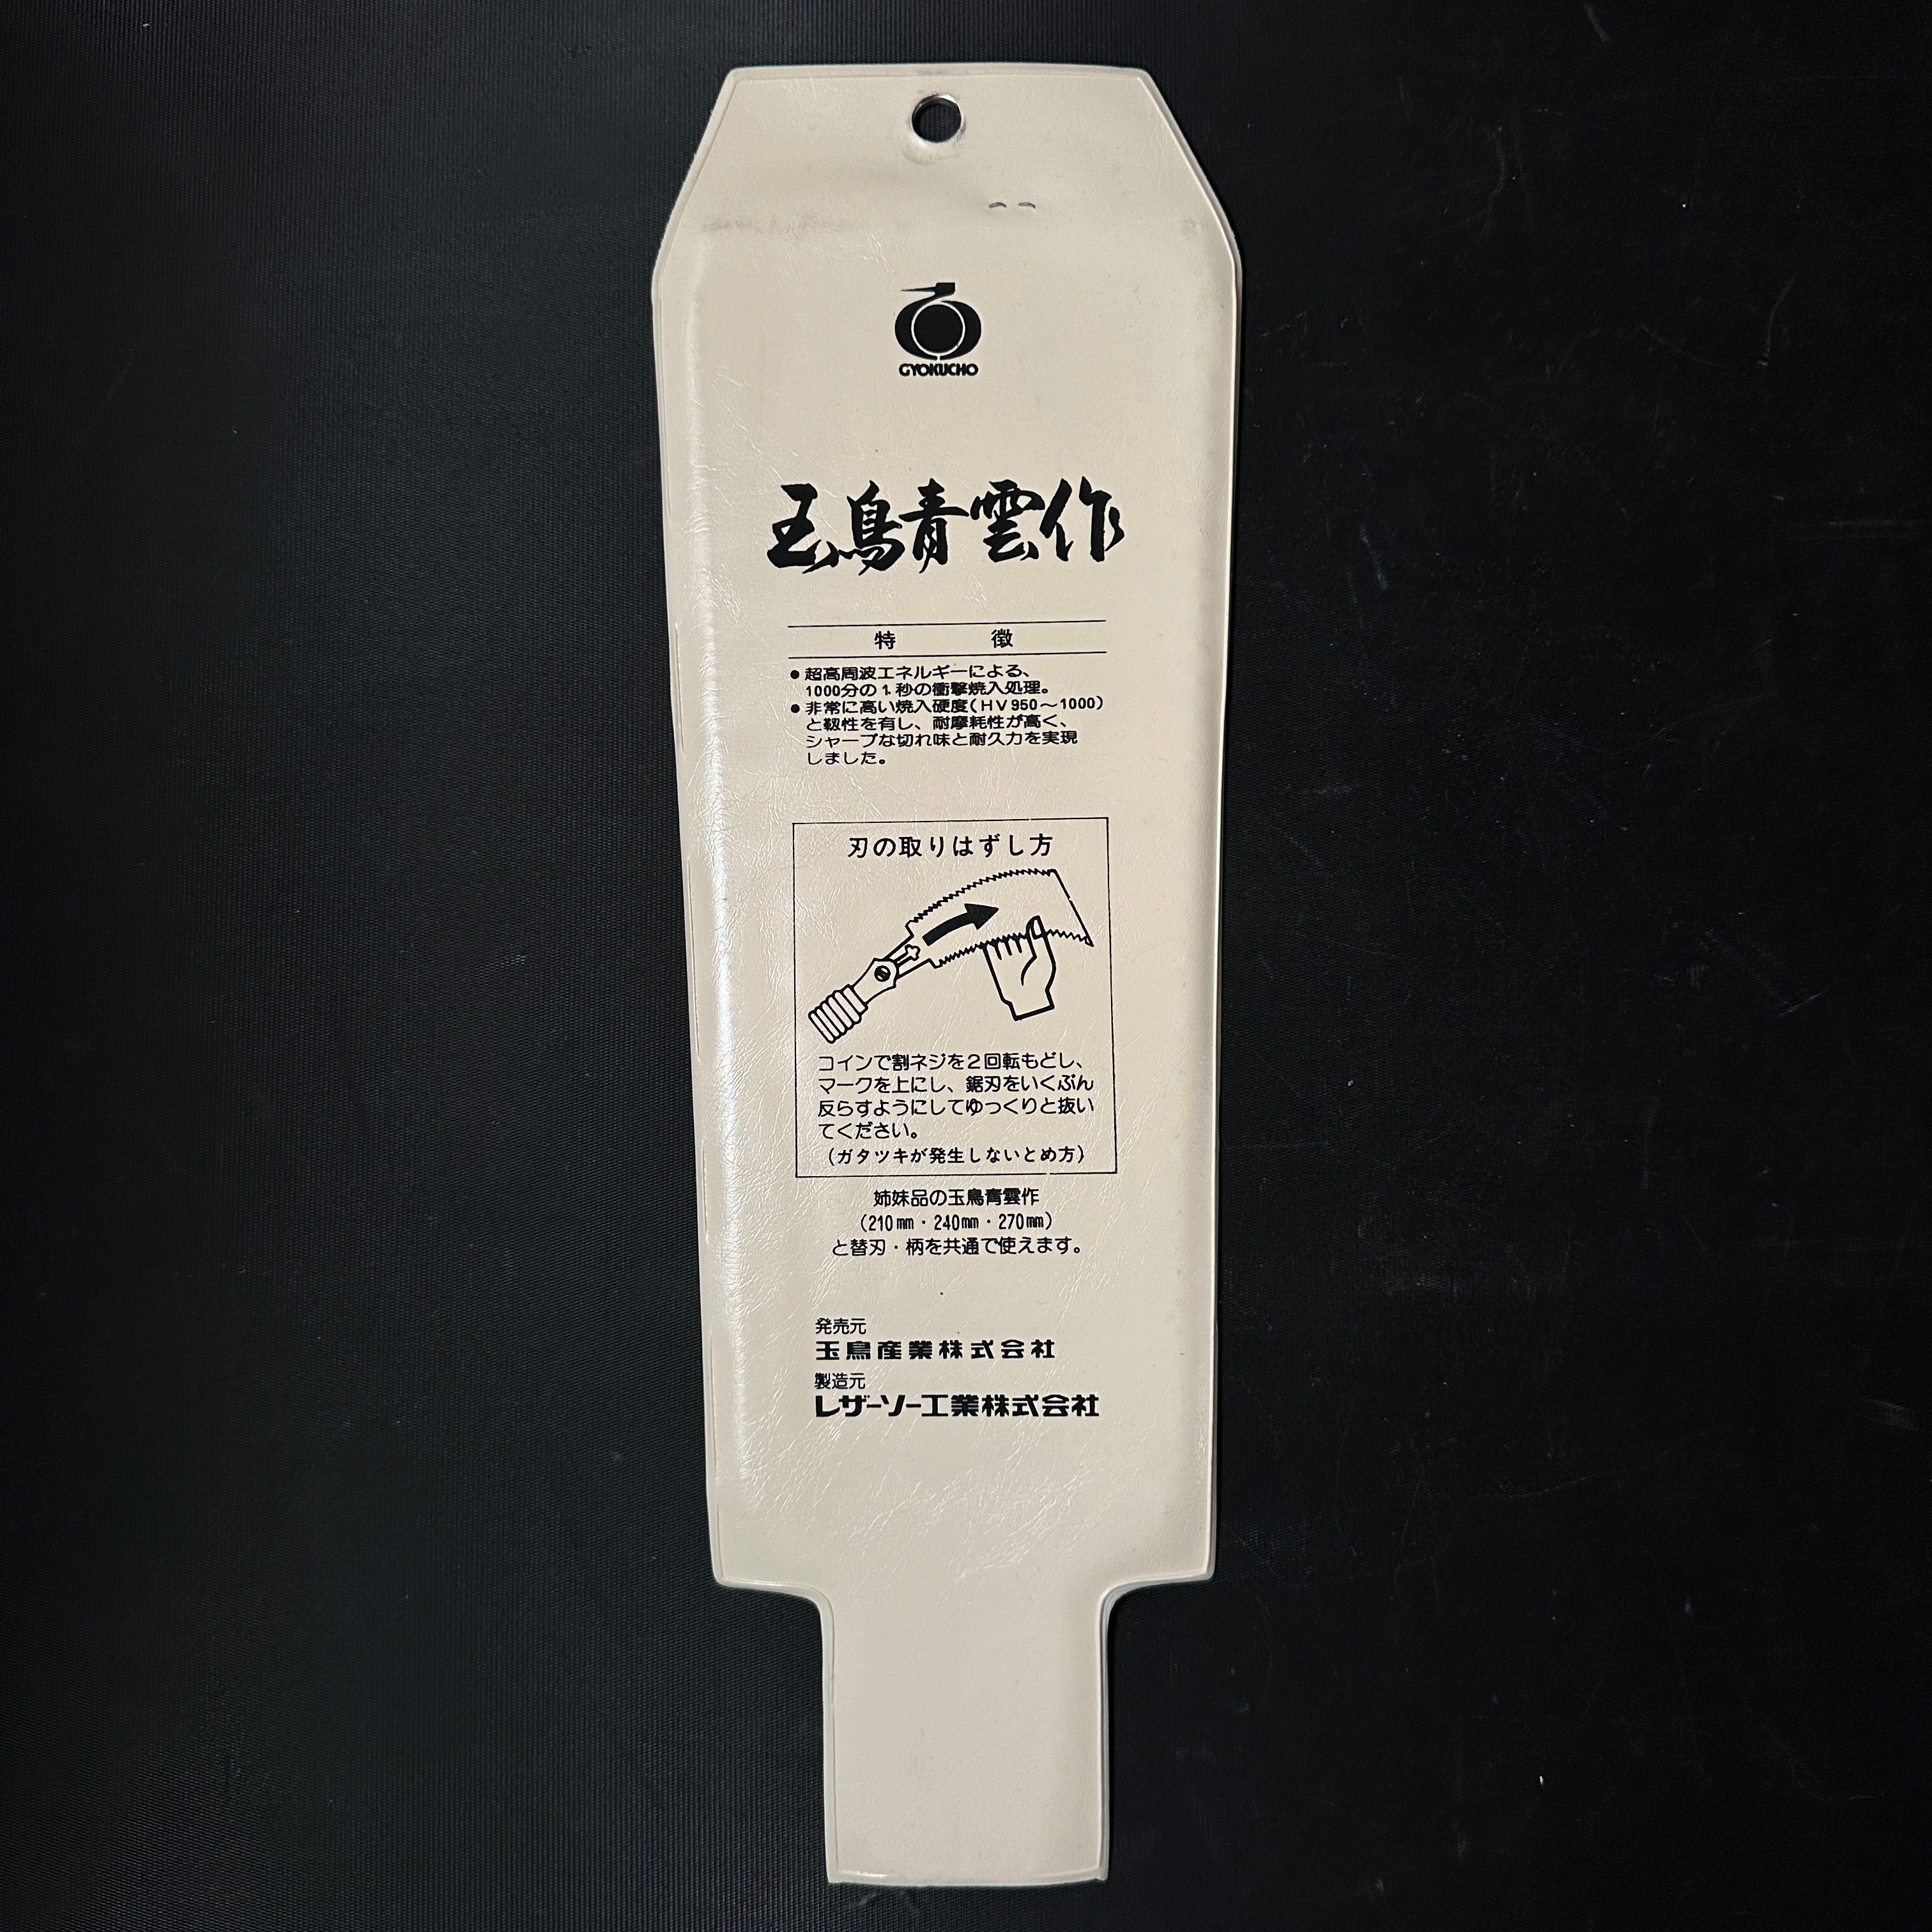 GYOKUCHO
玉鳥青雲作
特 徴
●超高周波エネルギーによる、
1000分の1秒の衝撃焼入処理。
●非常に高い焼入硬度(HV950～1000)
と靱性を有し、耐摩耗性が高く、
シャープな切れ味と耐久力を実現
しました。
刃の取りはずし方
コインで割ネジを2回転もどし、
マークを上にし、鋸刃をいくぶん
反らすようにしてゆっくりと抜い
てください。
(ガタツキが発生しないとめ方)
姉妹品の玉鳥青雲作
(210mm・240mm・270mm)
と替刃・柄を共通で使えます。
発売元
玉鳥産業株式会社
製造元
レザーソー工業株式会社